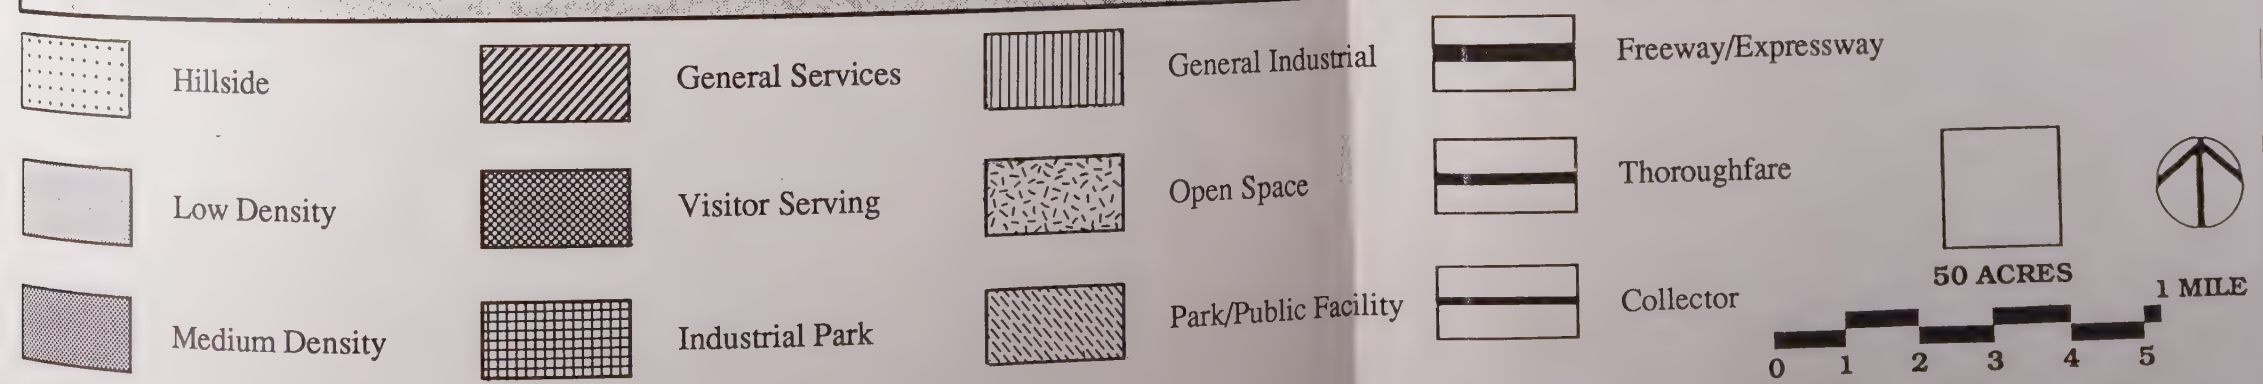 Hillside
Low Density
Medium Density
General Services
Visitor Serving
Industrial Park
General Industrial
Open Space
Park/Public Facility
Freeway/Expressway
Thoroughfare
Collector
50 ACRES
1 MILE
0 1 2 3 4 5